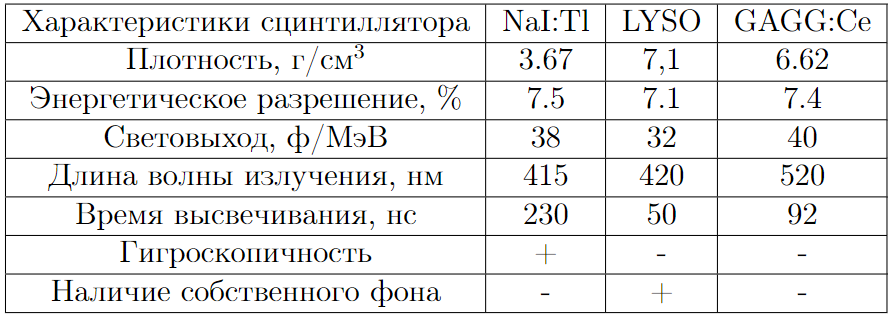 Характеристики сцинтиллятора NaI:Tl LYSO GAGG:Ce
Плотность, г/см³ 3.67 7,1 6.62
Энергетическое разрешение, % 7.5 7.1 7.4
Световыход, ф/МэВ 38 32 40
Длина волны излучения, нм 415 420 520
Время высвечивания, нс 230 50 92
Гигроскопичность + - -
Наличие собственного фона - + -